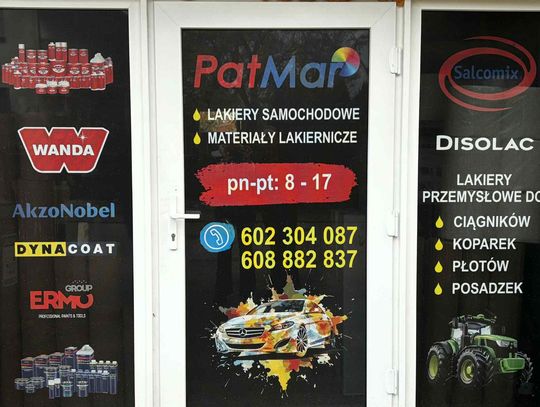 WANDA
AkzoNobel
DYNACOAT
ERMO
GROUP
PROFESSIONAL PAINTS & TOOLS
PatMar
LAKIERY SAMOCHODOWE
MATERIAŁY LAKIERNICZE
pn-pt: 8 - 17
602 304 087
608 882 837
Salcomix
DISOLAC
LAKIERY
PRZEMYSŁOWE DO
CIĄGNIKÓW
KOPAREK
PŁOTÓW
POSADZEK